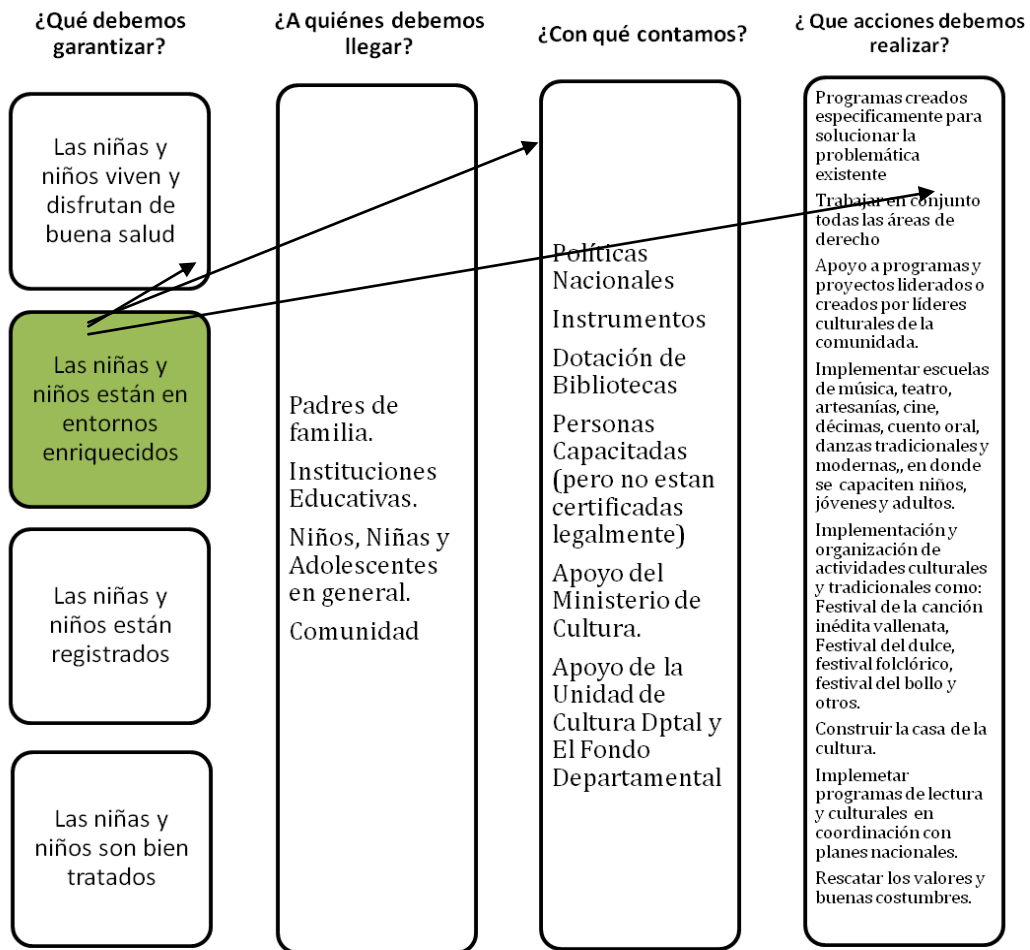 ¿Qué debemos
garantizar?
¿A quiénes debemos
llegar?
¿Con qué contamos?
¿ Que acciones debemos
realizar?
Las niñas y
niños viven y
disfrutan de
buena salud
Las niñas y
niños están en
entornos
enriquecidos
Las niñas y
niños están
registrados
Las niñas y
niños son bien
tratados
Padres de
familia.
Instituciones
Educativas.
Niños, Niñas y
Adolescentes
en general.
Comunidad
Políticas
Nacionales
Instrumentos
Dotación de
Bibliotecas
Personas
Capacitadas
(pero no estan
certificadas
legalmente)
Apoyo del
Ministerio de
Cultura.
Apoyo de la
Unidad de
Cultura Dptal y
El Fondo
Departamental
Programas creados
especificamente para
solucionar la
problemática
existente
Trabajar en conjunto
todas las áreas de
derecho
Apoyo a programas y
proyectos liderados o
creados por líderes
culturales de la
comunidada.
Implementar escuelas
de música, teatro,
artesanías, cine,
décimas, cuento oral,
danzas tradicionales y
modernas,, en donde
se capaciten niños,
jóvenes y adultos.
Implementación y
organización de
actividades culturales
y tradicionales como:
Festival de la canción
inédita vallenata,
Festival del dulce,
festival folclórico,
festival del bollo y
otros.
Construir la casa de la
cultura.
Implemetar
programas de lectura
y culturales en
coordinación con
planes nacionales.
Rescatar los valores y
buenas costumbres.